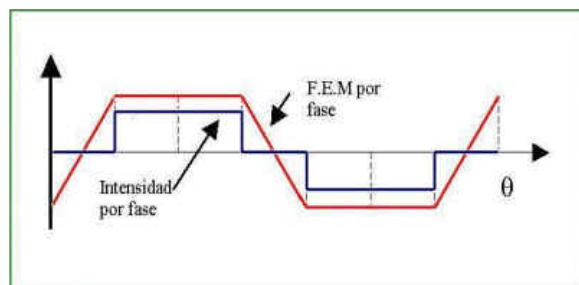 F.E.M por
fase
Intensidad
por fase
θ